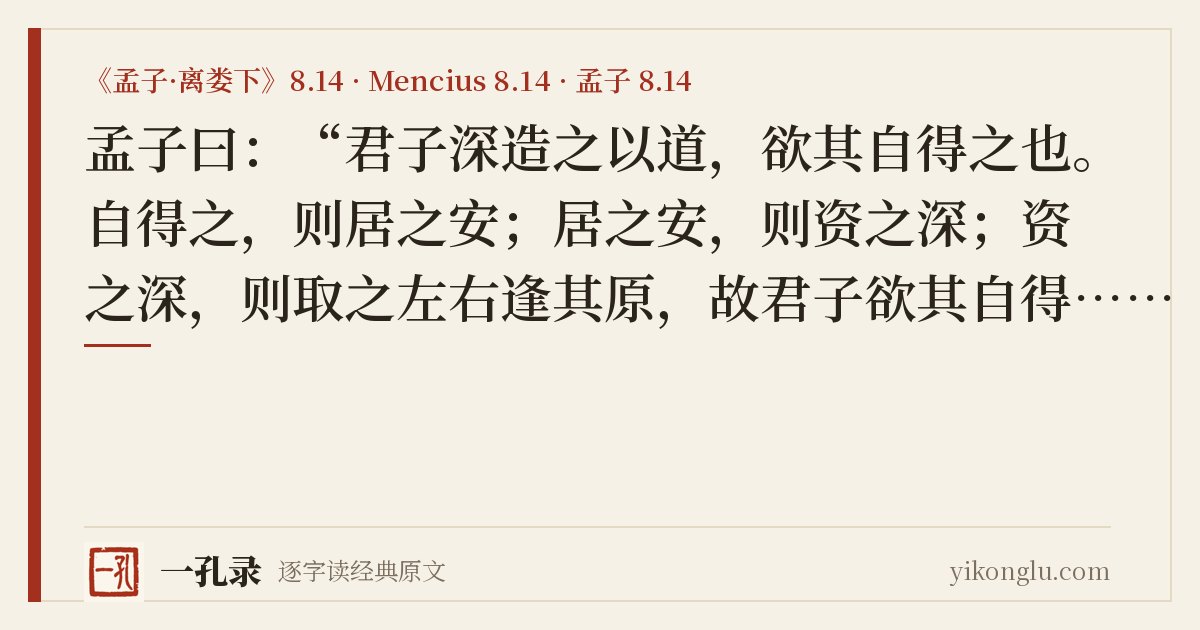 《孟子·离娄下》8.14 · Mencius 8.14 · 孟子 8.14
孟子曰：“君子深造之以道，欲其自得之也。
自得之，则居之安；居之安，则资之深；资
之深，则取之左右逢其原，故君子欲其自得……
一孔
一孔录 逐字读经典原文
yikonglu.com